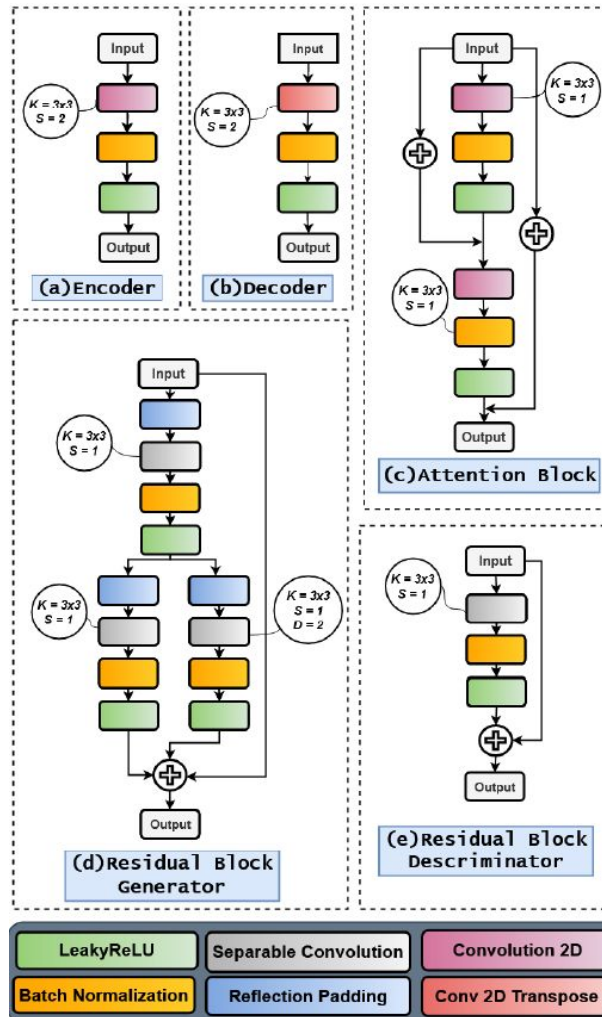 Input
K = 3x3
S = 2
Output
(a)Encoder
Input
K = 3x3
S = 2
Output
(b)Decoder
Input
K = 3x3
S = 1
K = 3x3
S = 1
Output
(c)Attention Block
Input
K = 3x3
S = 1
K = 3x3
S = 1
K = 3x3
S = 1
D = 2
Output
(d)Residual Block
Generator
Input
K = 3x3
S = 1
Output
(e)Residual Block
Descriminator
LeakyReLU
Separable Convolution
Convolution 2D
Batch Normalization
Reflection Padding
Conv 2D Transpose